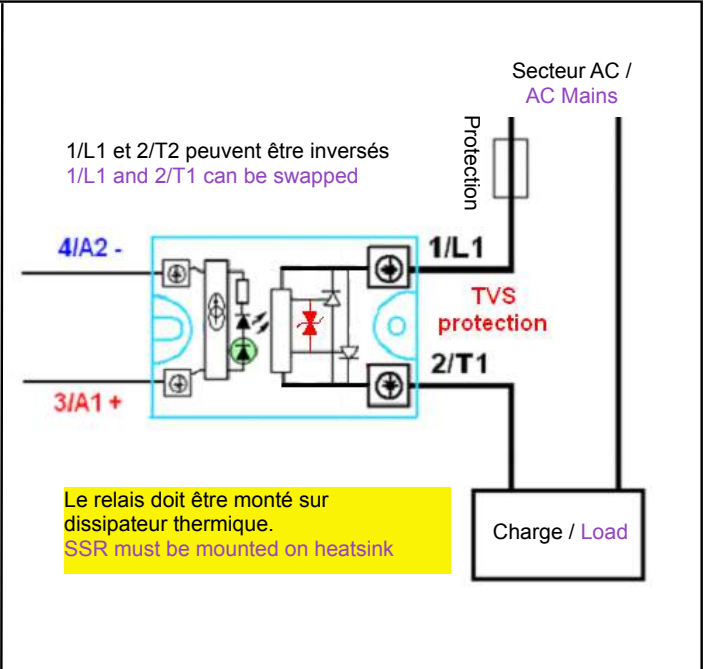 Secteur AC /
AC Mains
Protection
1/L1 et 2/T2 peuvent être inversés
1/L1 and 2/T1 can be swapped
4/A2 -
1/L1
TVS
protection
2/T1
3/A1 +
Le relais doit être monté sur
dissipateur thermique.
SSR must be mounted on heatsink
Charge / Load